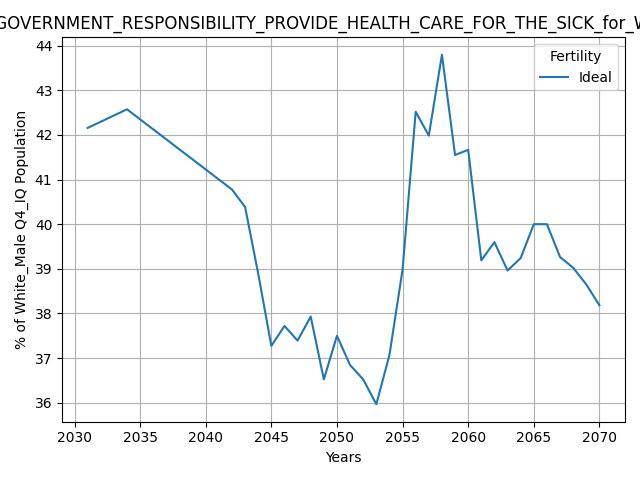 GOVERNMENT_RESPONSIBILITY_PROVIDE_HEALTH_CARE_FOR_THE_SICK_for_W
44
43
42
41
40
39
38
37
36
% of White_Male Q4_IQ Population
Fertility
Ideal
2030 2035 2040 2045 2050 2055 2060 2065 2070
Years